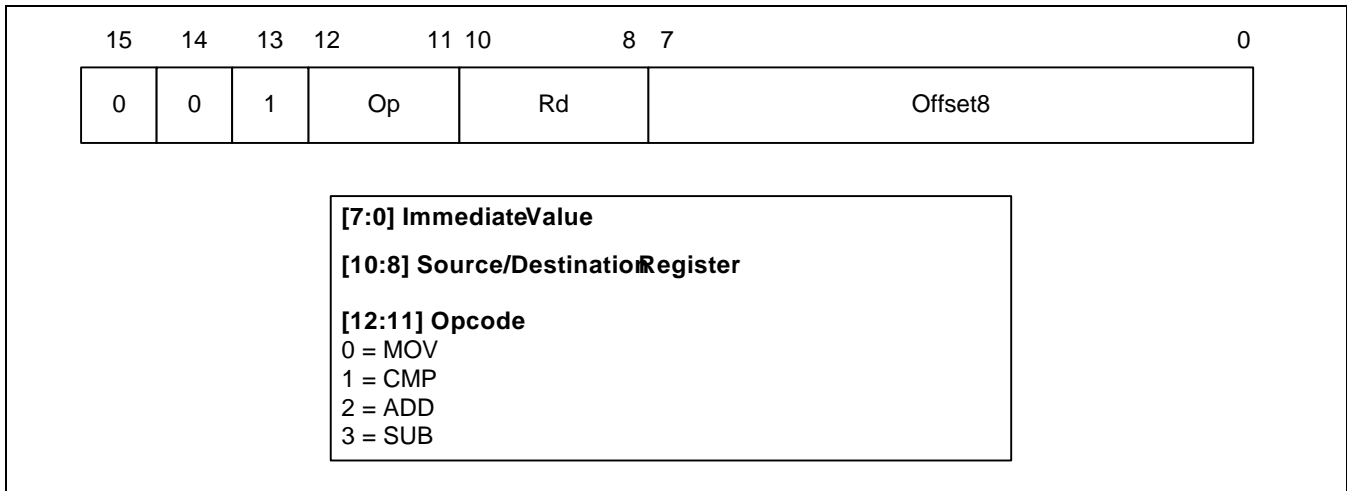 15 14 13 12 11 10 8 7 0
0 0 1 Op Rd Offset8
[7:0] ImmediateValue
[10:8] Source/DestinationRegister
[12:11] Opcode
0 = MOV
1 = CMP
2 = ADD
3 = SUB